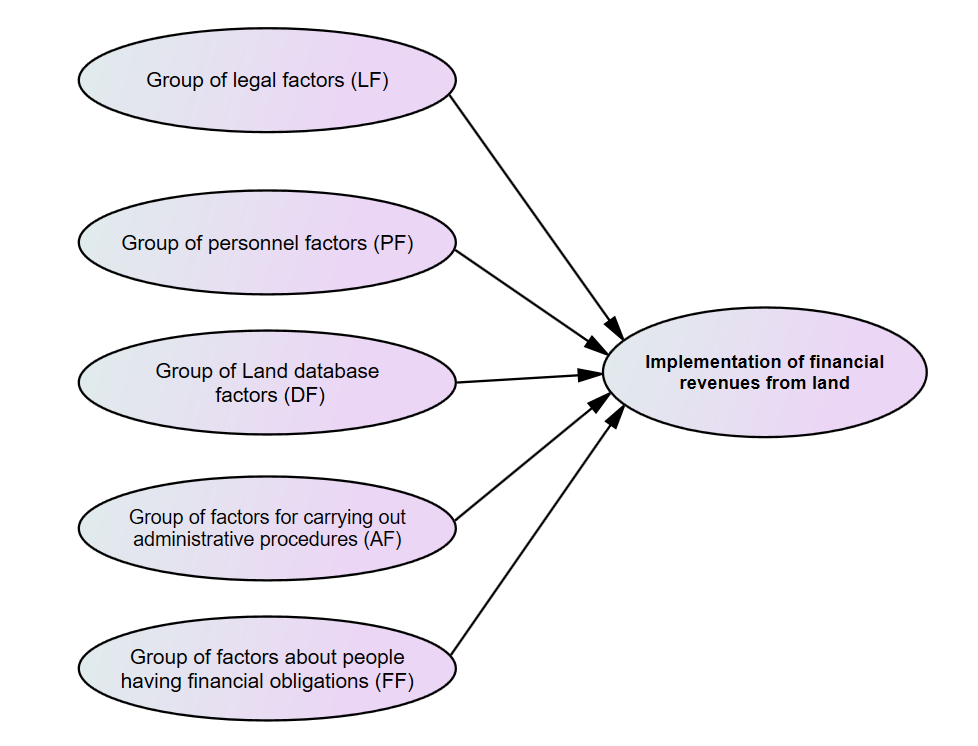 Group of legal factors (LF)
Group of personnel factors (PF)
Group of Land database
factors (DF)
Group of factors for carrying out
administrative procedures (AF)
Group of factors about people
having financial obligations (FF)
Implementation of financial
revenues from land